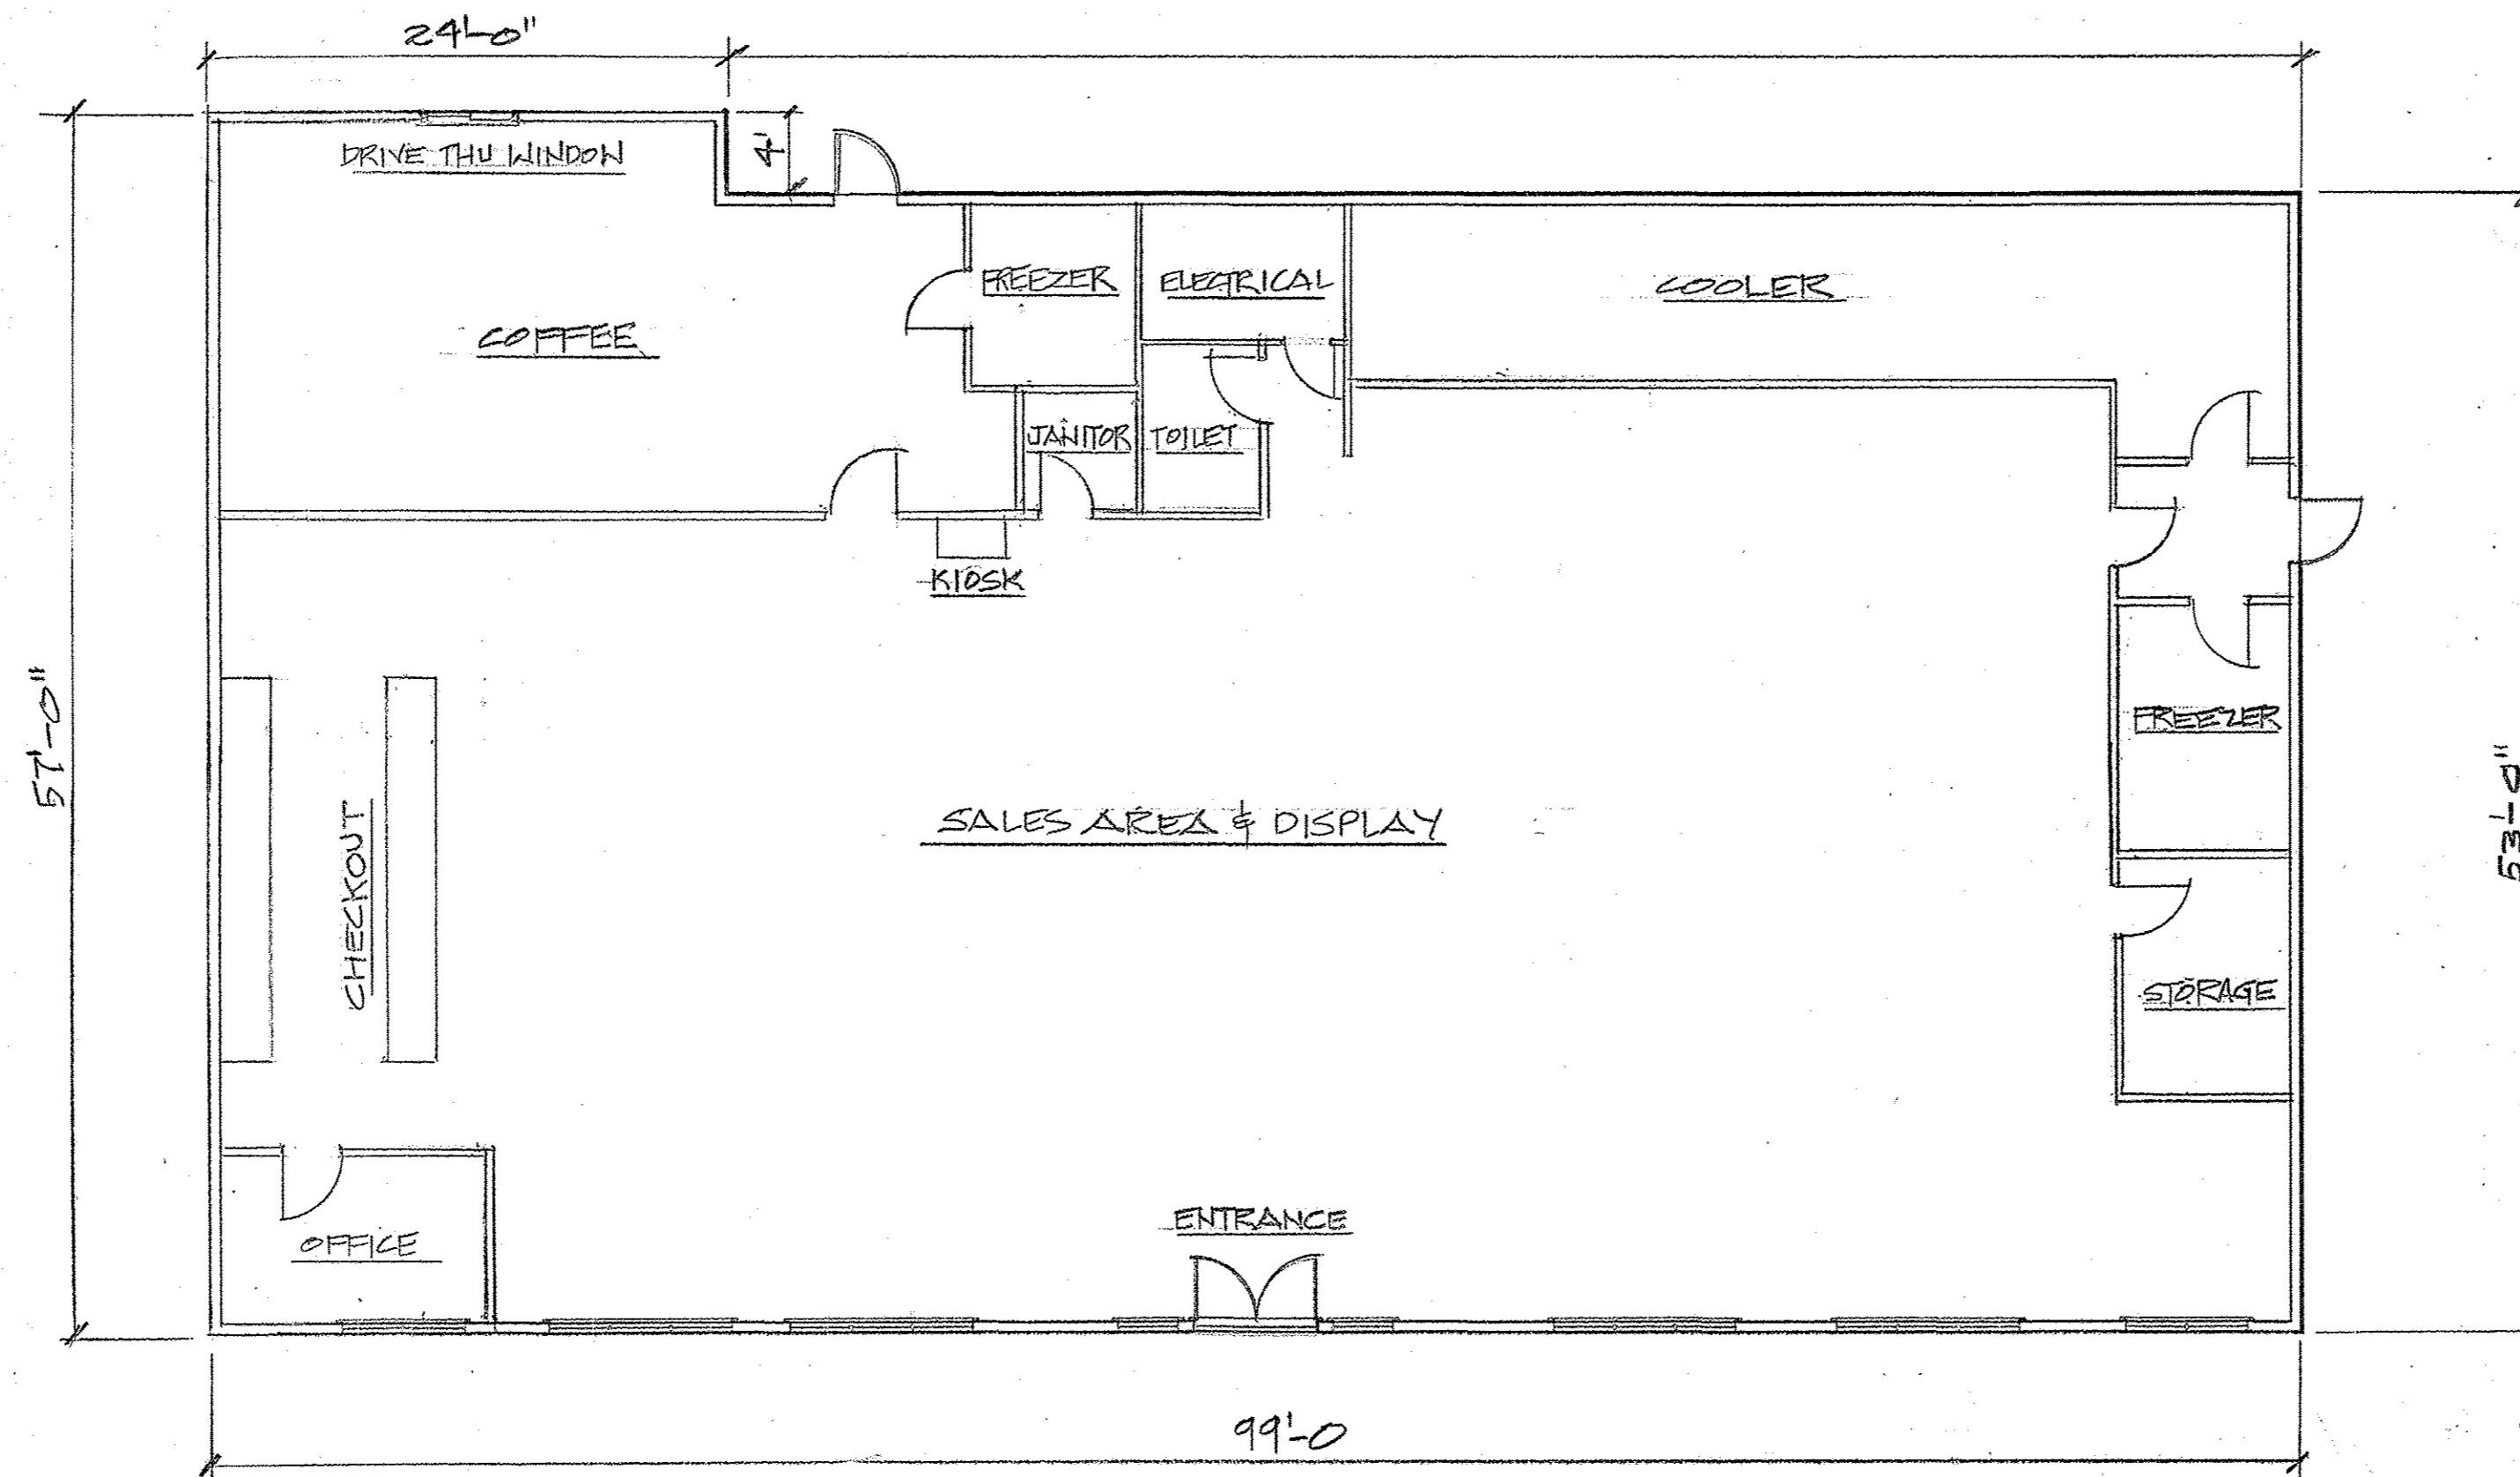 24'-0"
4'
DRIVE THU WINDOW
FREEZER
ELECTRICAL
COOLER
COFFEE
JANITOR
TOILET
KIOSK
57'-0"
FREEZER
53'-0"
SALES AREA & DISPLAY
CHECKOUT
STORAGE
ENTRANCE
OFFICE
99'-0